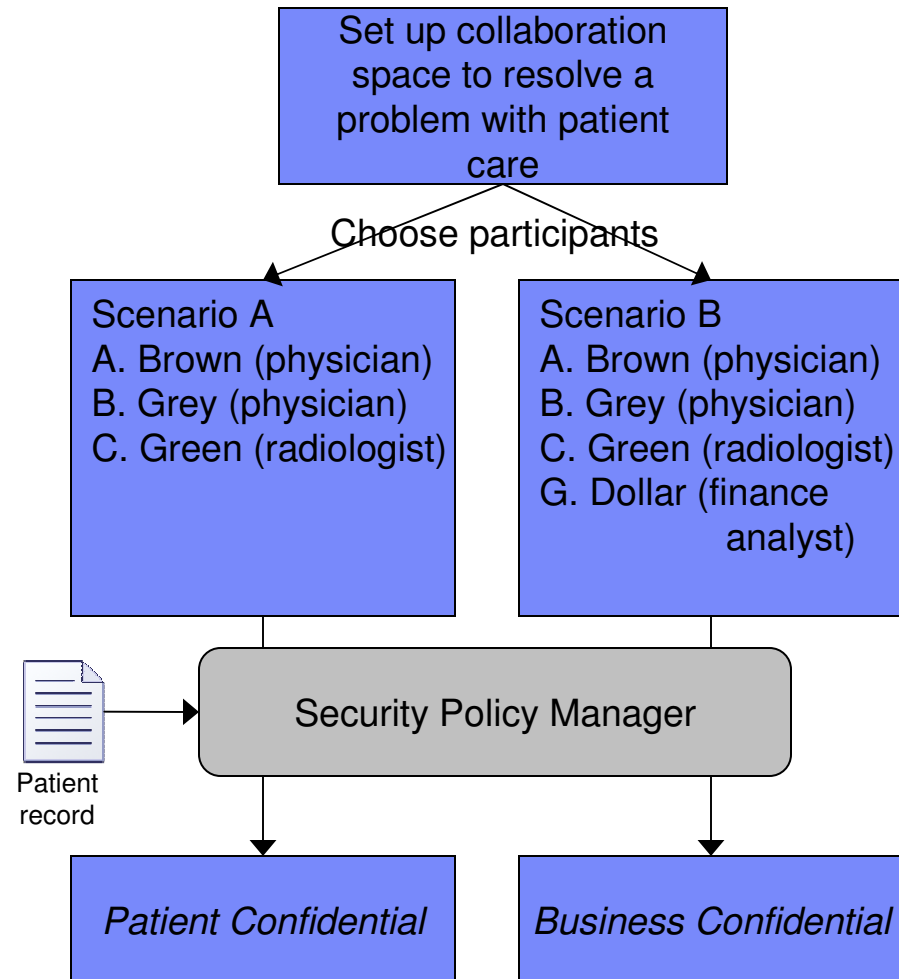 Set up collaboration
space to resolve a
problem with patient
care
Choose participants
Scenario A
A. Brown (physician)
B. Grey (physician)
C. Green (radiologist)
Scenario B
A. Brown (physician)
B. Grey (physician)
C. Green (radiologist)
G. Dollar (finance
analyst)
Security Policy Manager
Patient
record
Patient Confidential
Business Confidential